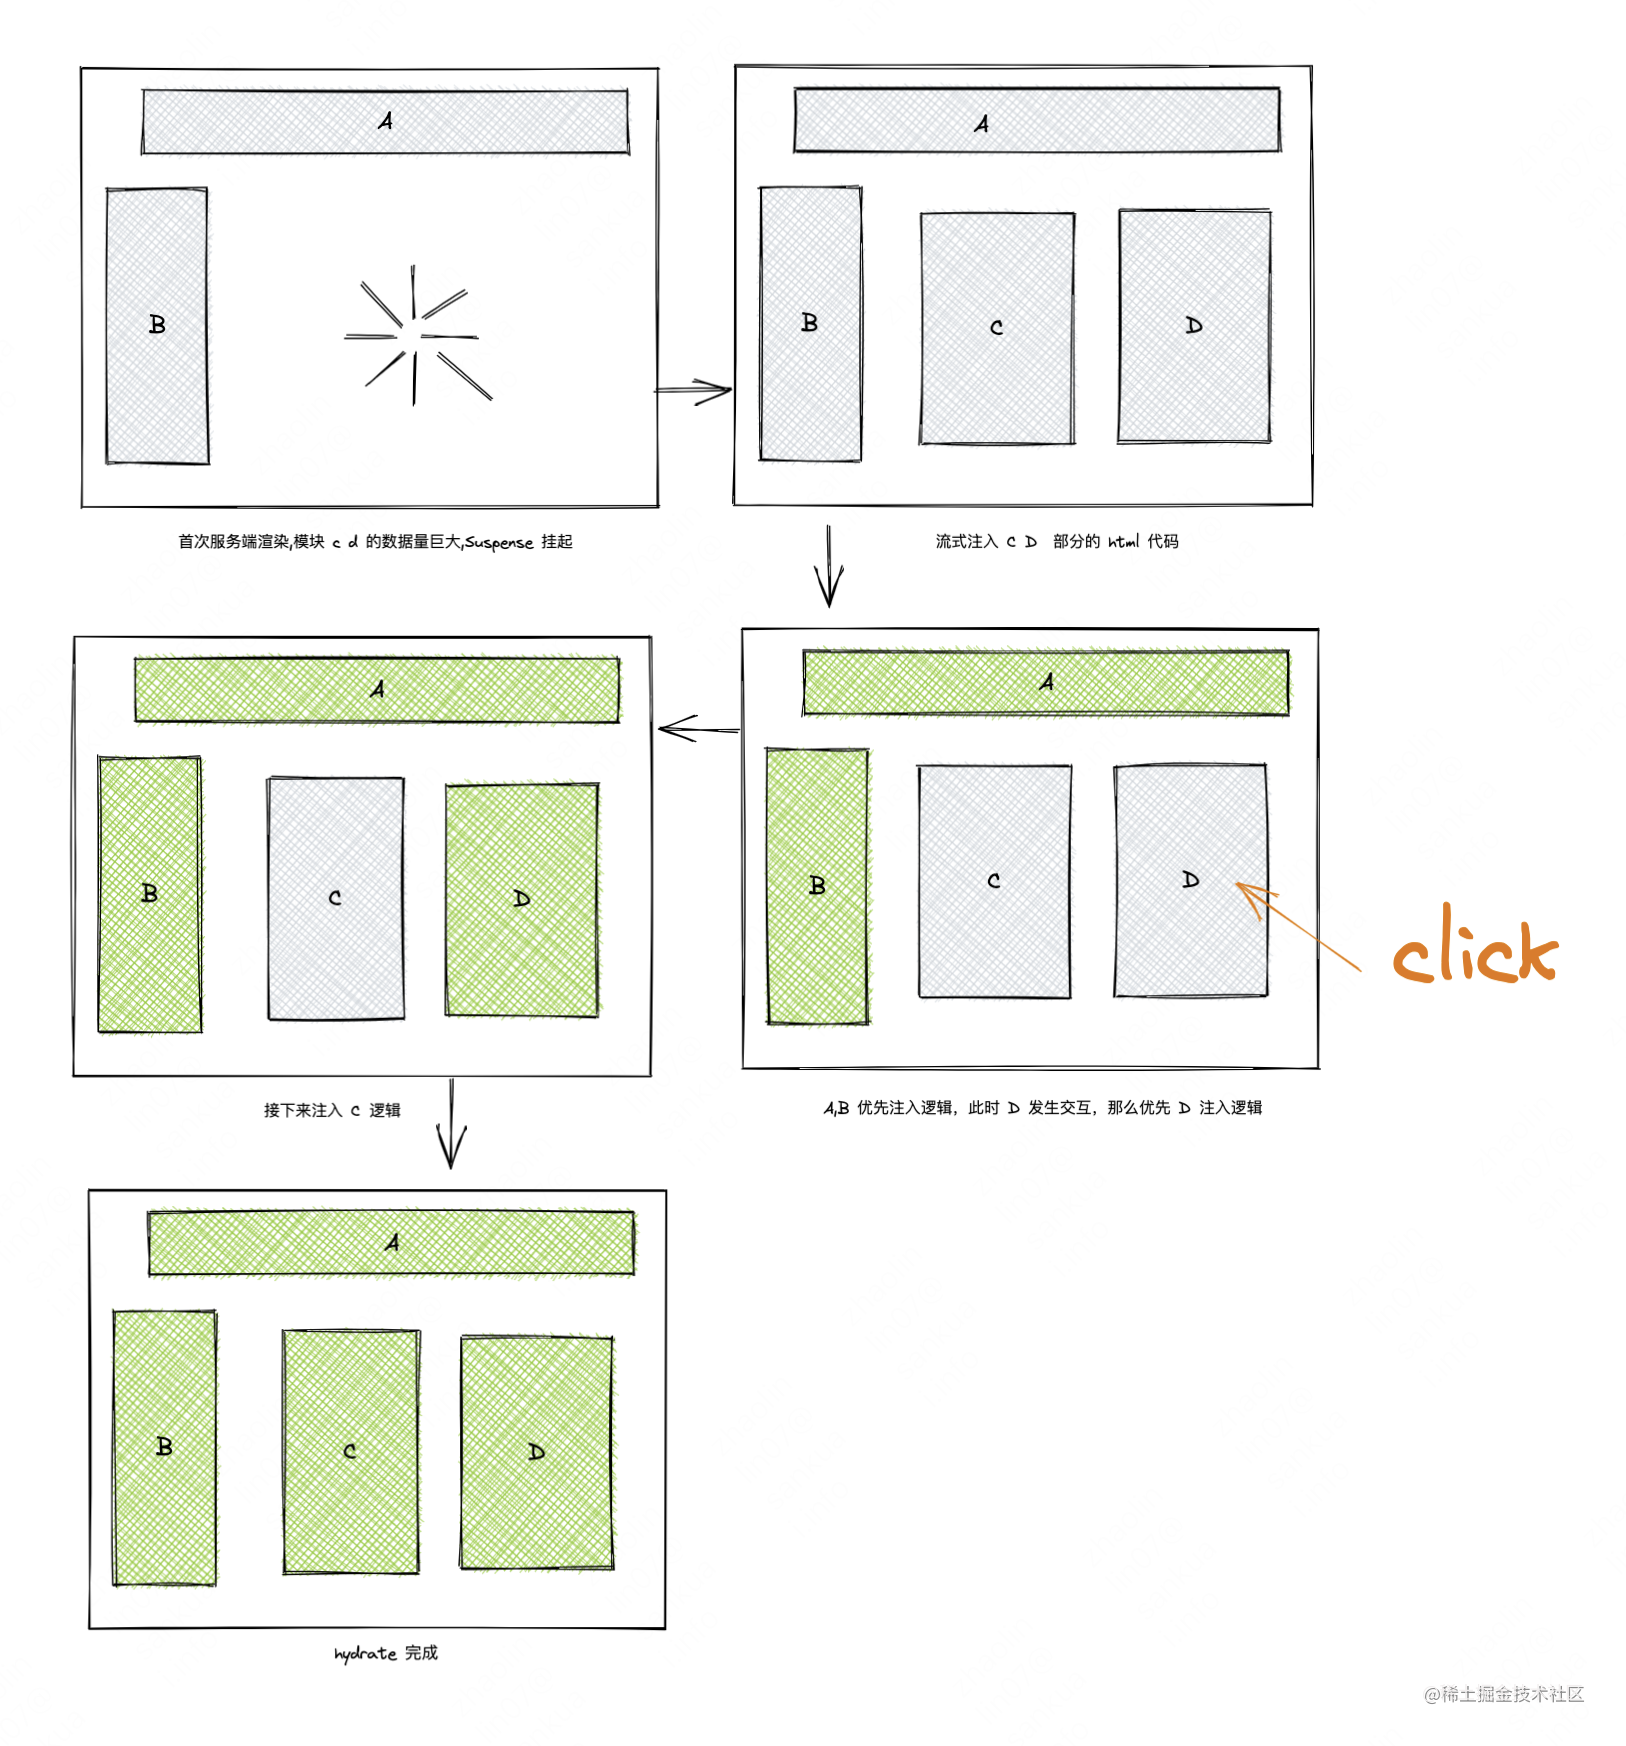 A
B
首次服务端渲染,模块 c d 的数据量巨大,Suspense 挂起
A
B
C
D
流式注入 C D 部分的 html 代码
A
B
C
D
click
A,B 优先注入逻辑，此时 D 发生交互，那么优先 D 注入逻辑
A
B
C
D
接下来注入 C 逻辑
A
B
C
D
hydrate 完成
@稀土掘金技术社区